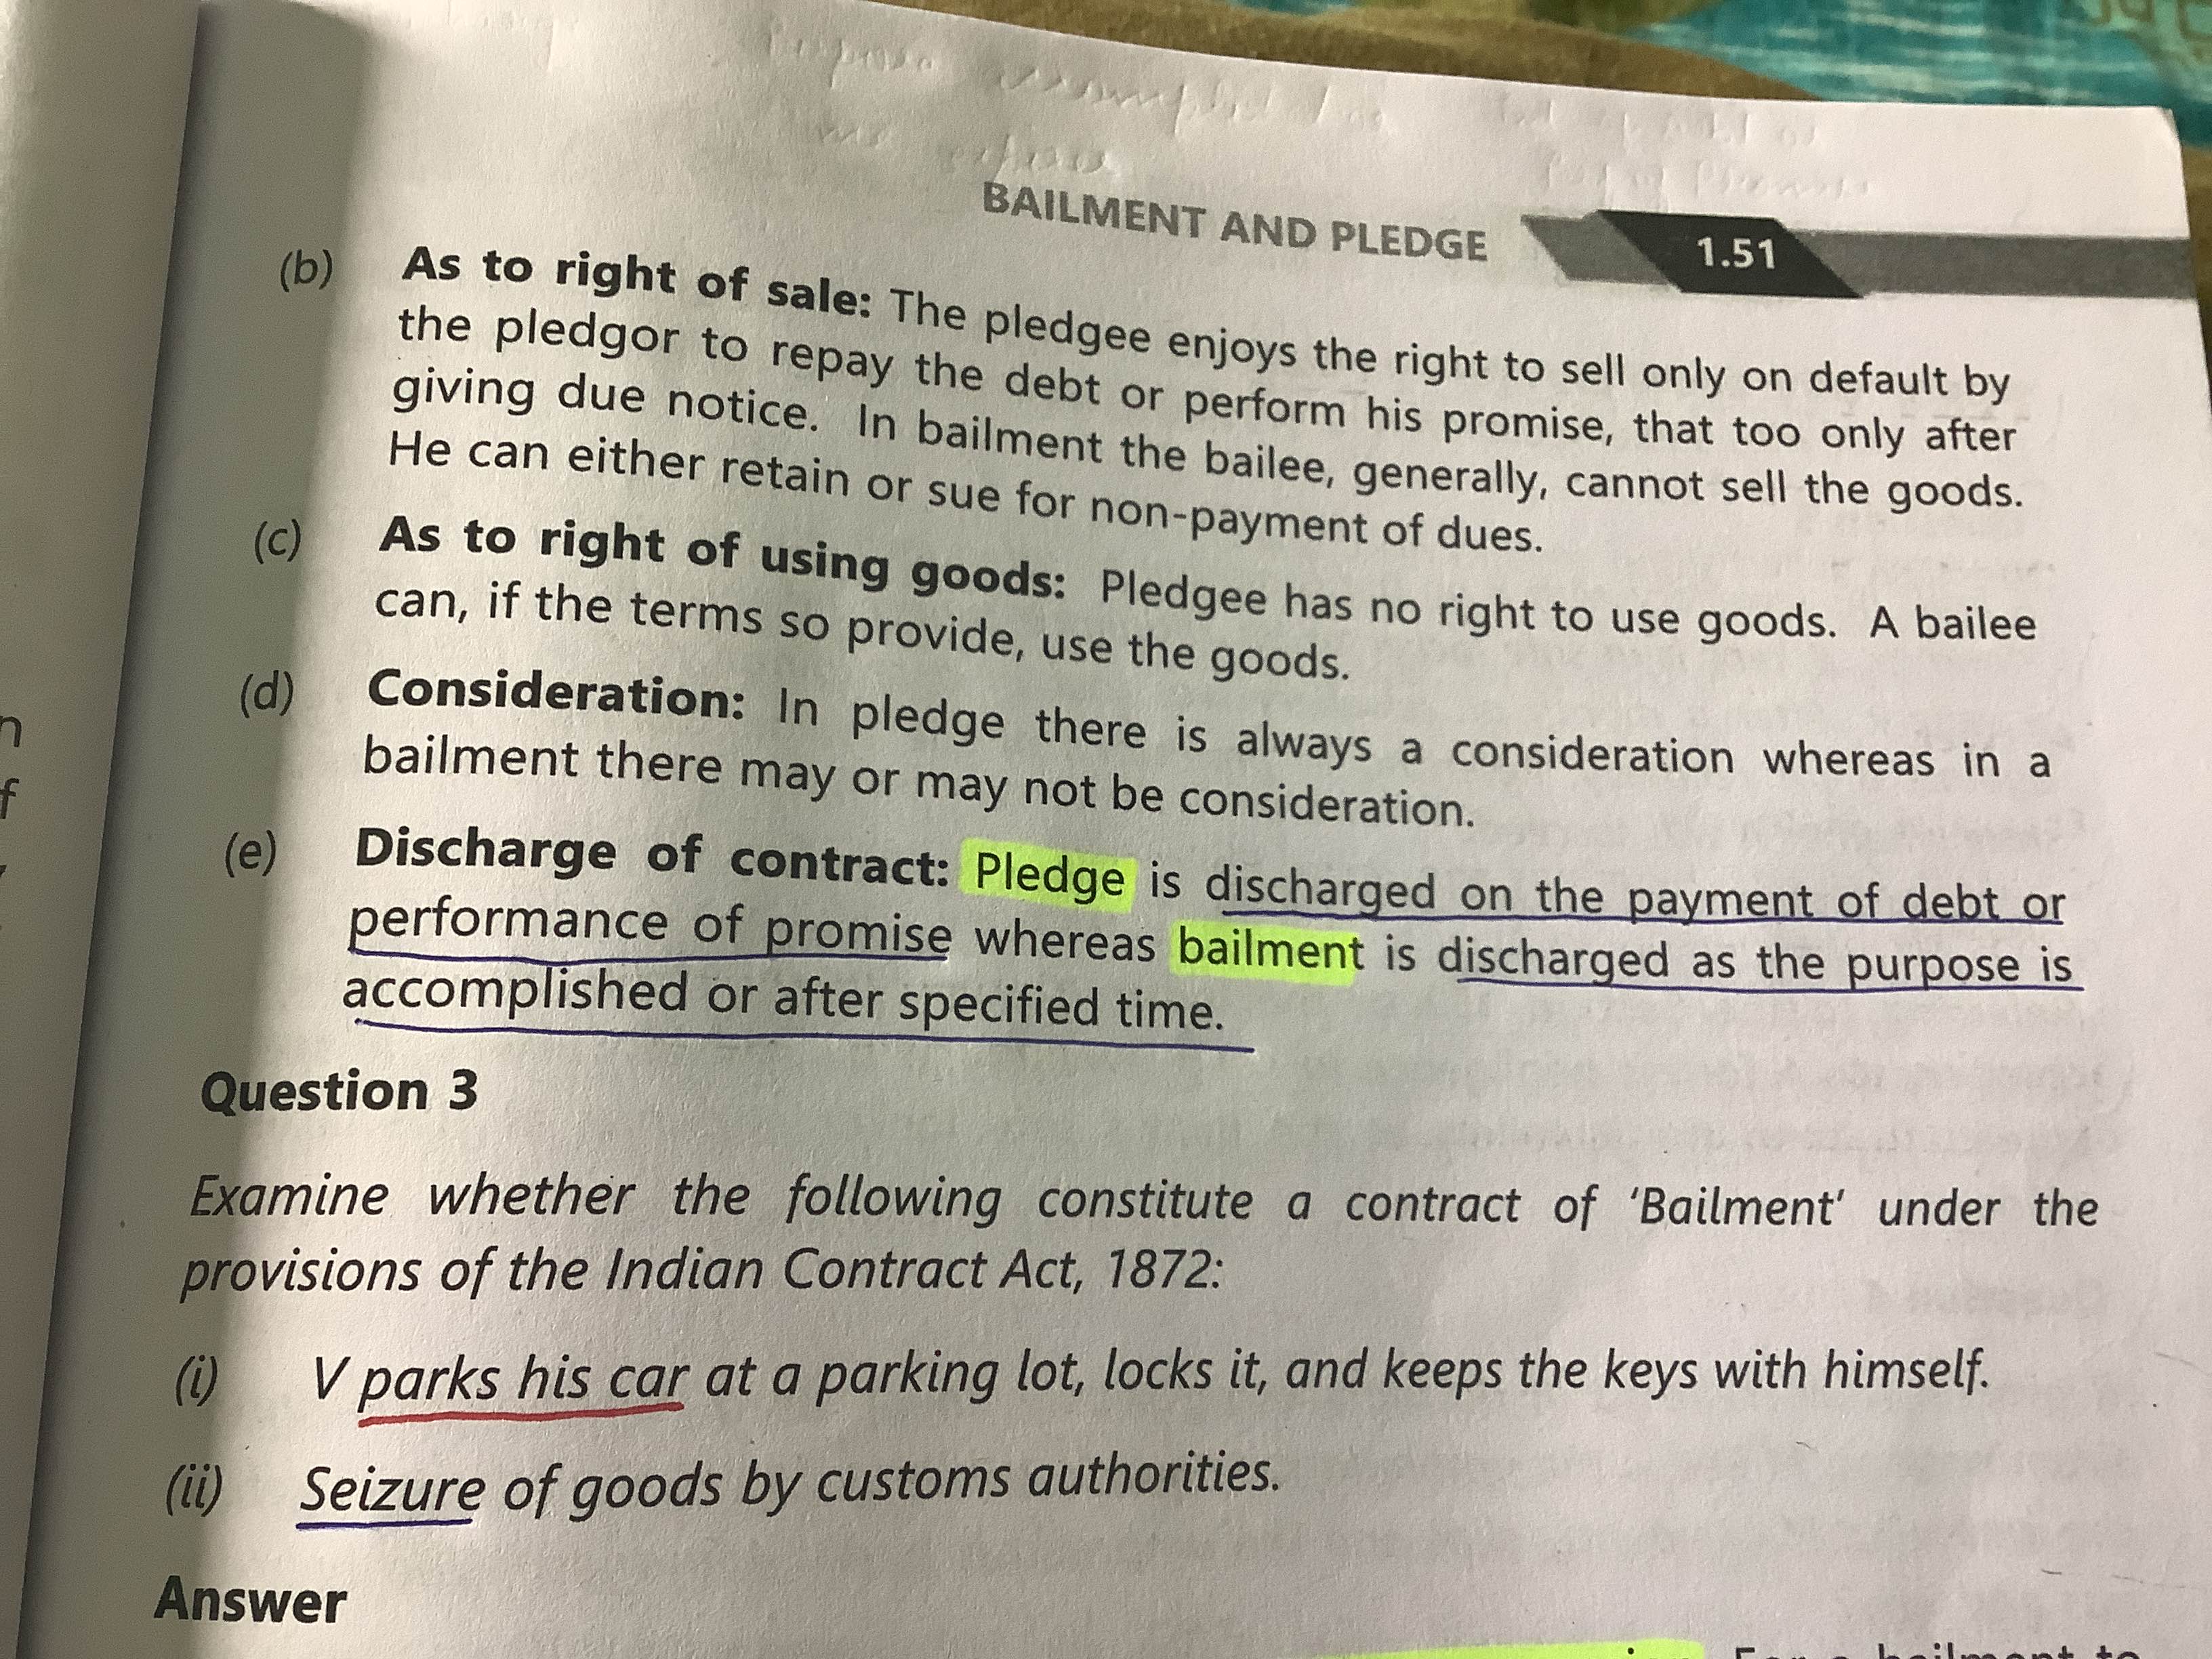 BAILMENT AND PLEDGE 1.51
(b) As to right of sale: The pledgee enjoys the right to sell only on default by
the pledgor to repay the debt or perform his promise, that too only after
giving due notice. In bailment the bailee, generally, cannot sell the goods.
He can either retain or sue for non-payment of dues.
(c) As to right of using goods: Pledgee has no right to use goods. A bailee
can, if the terms so provide, use the goods.
(d) Consideration: In pledge there is always a consideration whereas in a
bailment there may or may not be consideration.
(e) Discharge of contract: Pledge is discharged on the payment of debt or
performance of promise whereas bailment is discharged as the purpose is
accomplished or after specified time.
Question 3
Examine whether the following constitute a contract of ‘Bailment’ under the
provisions of the Indian Contract Act, 1872:
(i) V parks his car at a parking lot, locks it, and keeps the keys with himself.
(ii) Seizure of goods by customs authorities.
Answer
For a bailment to